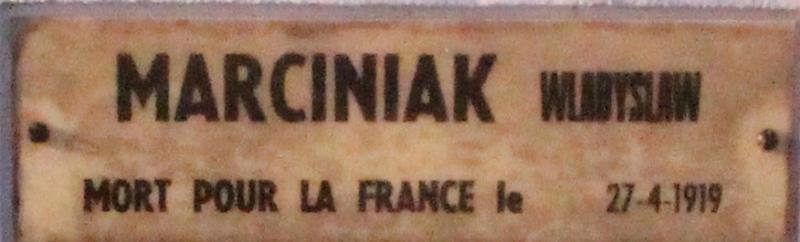 MARCINIAK WLADYSLAW
MORT POUR LA FRANCE le 27-4-1919